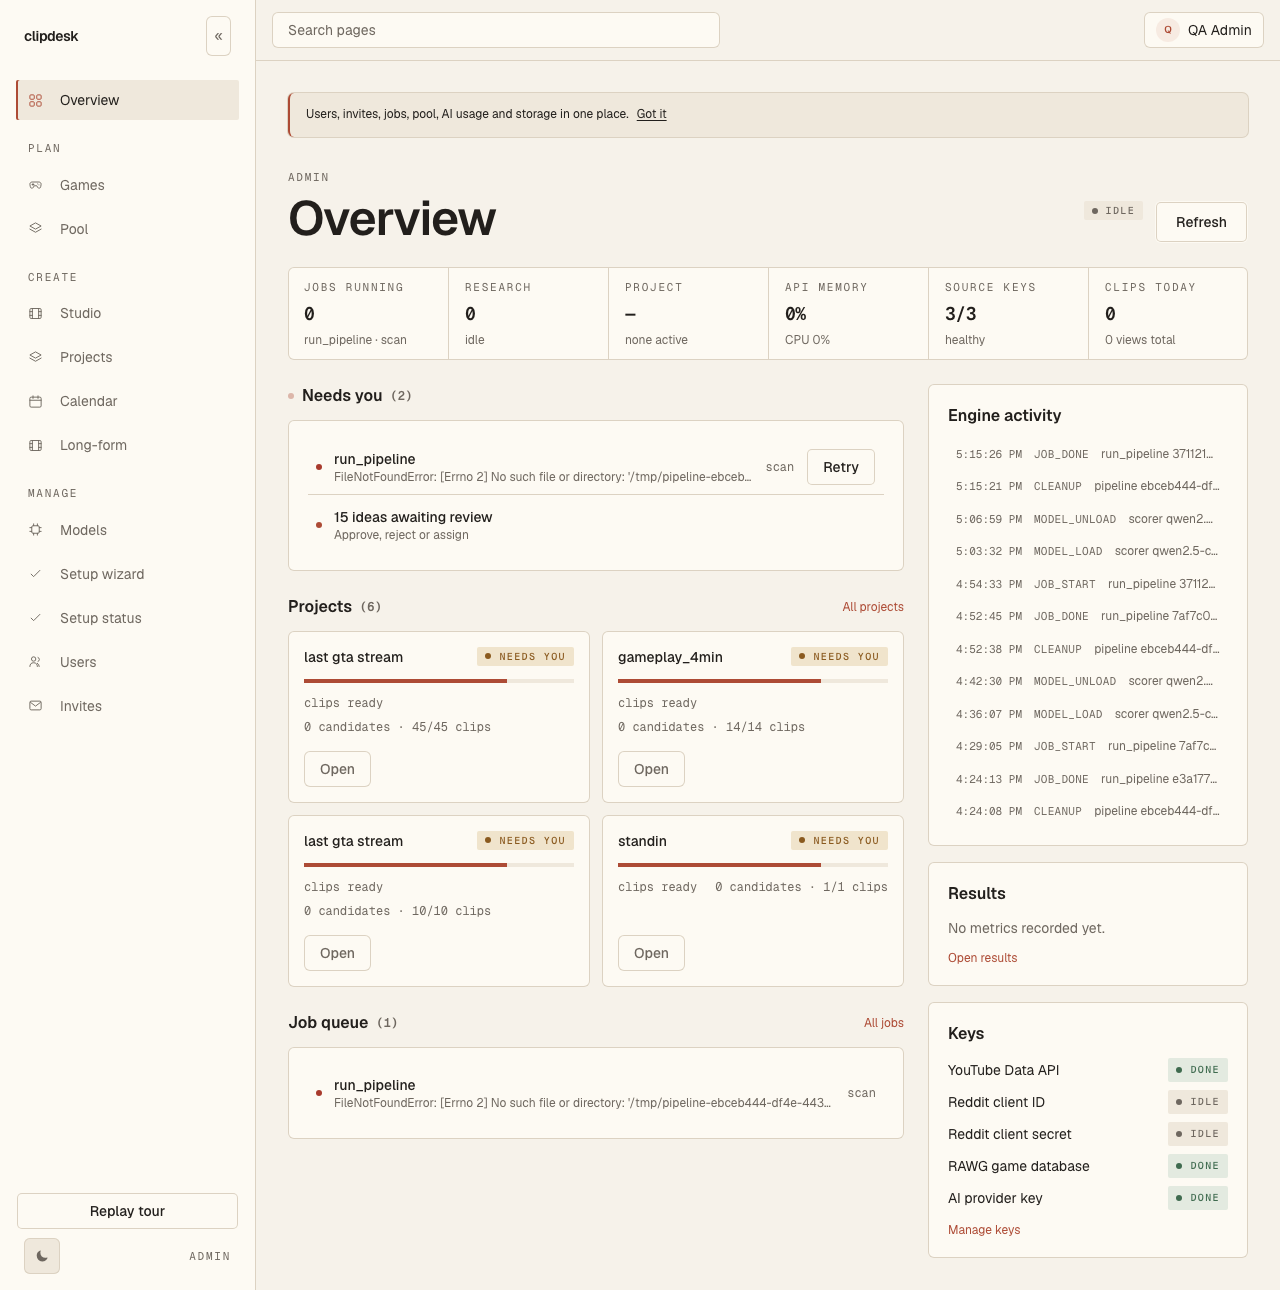 clipdesk
«
Overview
PLAN
Games
Pool
CREATE
Studio
Projects
Calendar
Long-form
MANAGE
Models
Setup wizard
Setup status
Users
Invites
Replay tour
ADMIN
Search pages
Q QA Admin
Users, invites, jobs, pool, AI usage and storage in one place. Got it
ADMIN
Overview
IDLE
Refresh
JOBS RUNNING
0
run_pipeline · scan
RESEARCH
0
idle
PROJECT
—
none active
API MEMORY
0%
CPU 0%
SOURCE KEYS
3/3
healthy
CLIPS TODAY
0
0 views total
Needs you (2)
run_pipeline
FileNotFoundError: [Errno 2] No such file or directory: '/tmp/pipeline-ebceb…
scan
Retry
15 ideas awaiting review
Approve, reject or assign
Projects (6)
All projects
last gta stream
NEEDS YOU
clips ready
0 candidates · 45/45 clips
Open
gameplay_4min
NEEDS YOU
clips ready
0 candidates · 14/14 clips
Open
last gta stream
NEEDS YOU
clips ready
0 candidates · 10/10 clips
Open
standin
NEEDS YOU
clips ready 0 candidates · 1/1 clips
Open
Job queue (1)
All jobs
run_pipeline
FileNotFoundError: [Errno 2] No such file or directory: '/tmp/pipeline-ebceb444-df4e-443…
scan
Engine activity
5:15:26 PM JOB_DONE run_pipeline 371121…
5:15:21 PM CLEANUP pipeline ebceb444-df…
5:06:59 PM MODEL_UNLOAD scorer qwen2.…
5:03:32 PM MODEL_LOAD scorer qwen2.5-c…
4:54:33 PM JOB_START run_pipeline 37112…
4:52:45 PM JOB_DONE run_pipeline 7af7c0…
4:52:38 PM CLEANUP pipeline ebceb444-df…
4:42:30 PM MODEL_UNLOAD scorer qwen2.…
4:36:07 PM MODEL_LOAD scorer qwen2.5-c…
4:29:05 PM JOB_START run_pipeline 7af7c…
4:24:13 PM JOB_DONE run_pipeline e3a177…
4:24:08 PM CLEANUP pipeline ebceb444-df…
Results
No metrics recorded yet.
Open results
Keys
YouTube Data API DONE
Reddit client ID IDLE
Reddit client secret IDLE
RAWG game database DONE
AI provider key DONE
Manage keys